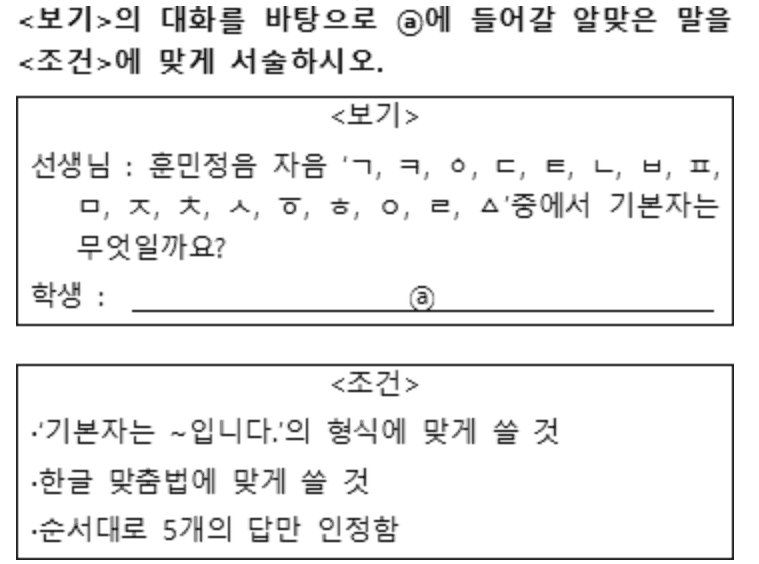 <보기>의 대화를 바탕으로 ⓐ에 들어갈 알맞은 말을
<조건>에 맞게 서술하시오.
<보기>
선생님 : 훈민정음 자음 'ㄱ, ㅋ, ㆁ, ㄷ, ㅌ, ㄴ, ㅂ, ㅍ,
ㅁ, ㅈ, ㅊ, ㅅ, ㆆ, ㅎ, ㅇ, ㄹ, ㅿ'중에서 기본자는
무엇일까요?
학생 : ⓐ
<조건>
·'기본자는 ~입니다.'의 형식에 맞게 쓸 것
·한글 맞춤법에 맞게 쓸 것
·순서대로 5개의 답만 인정함